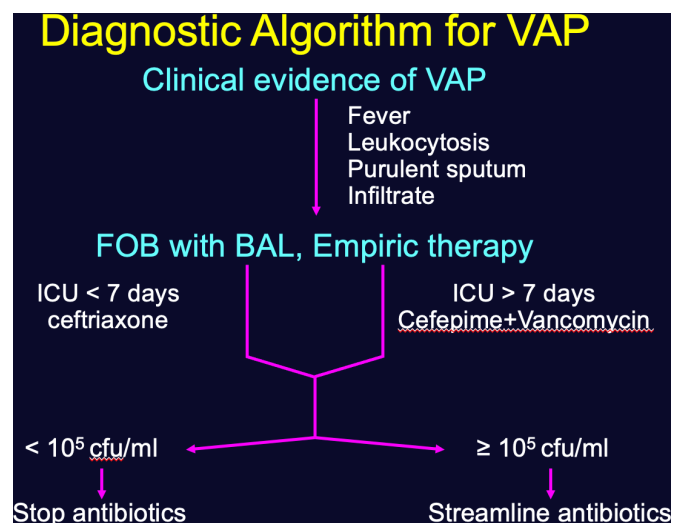 Diagnostic Algorithm for VAP
Clinical evidence of VAP
Fever
Leukocytosis
Purulent sputum
Infiltrate
FOB with BAL, Empiric therapy
ICU < 7 days
ceftriaxone
ICU > 7 days
Cefepime+Vancomycin
< 10⁵ cfu/ml
≥ 10⁵ cfu/ml
Stop antibiotics
Streamline antibiotics